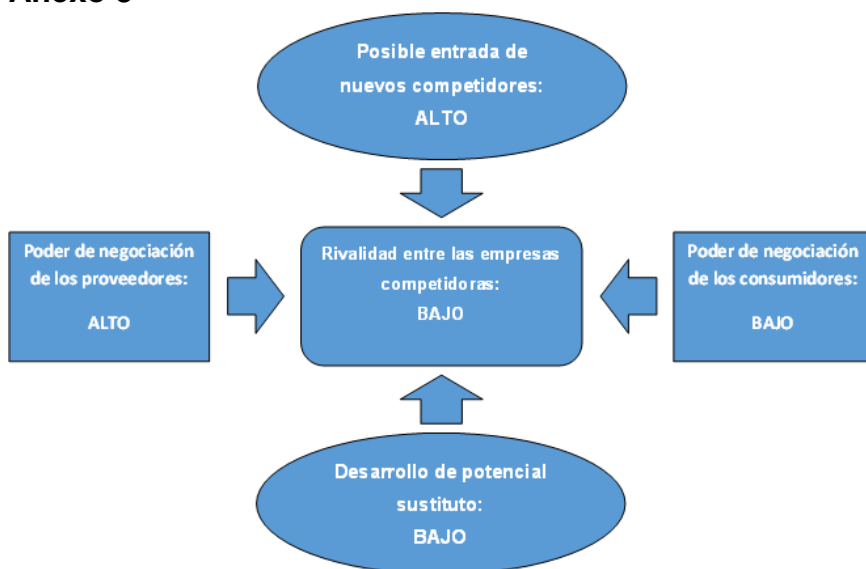 Posible entrada de
nuevos competidores:
ALTO
Poder de negociación
de los proveedores:
ALTO
Rivalidad entre las empresas
competidoras:
BAJO
Poder de negociación
de los consumidores:
BAJO
Desarrollo de potencial
sustituto:
BAJO